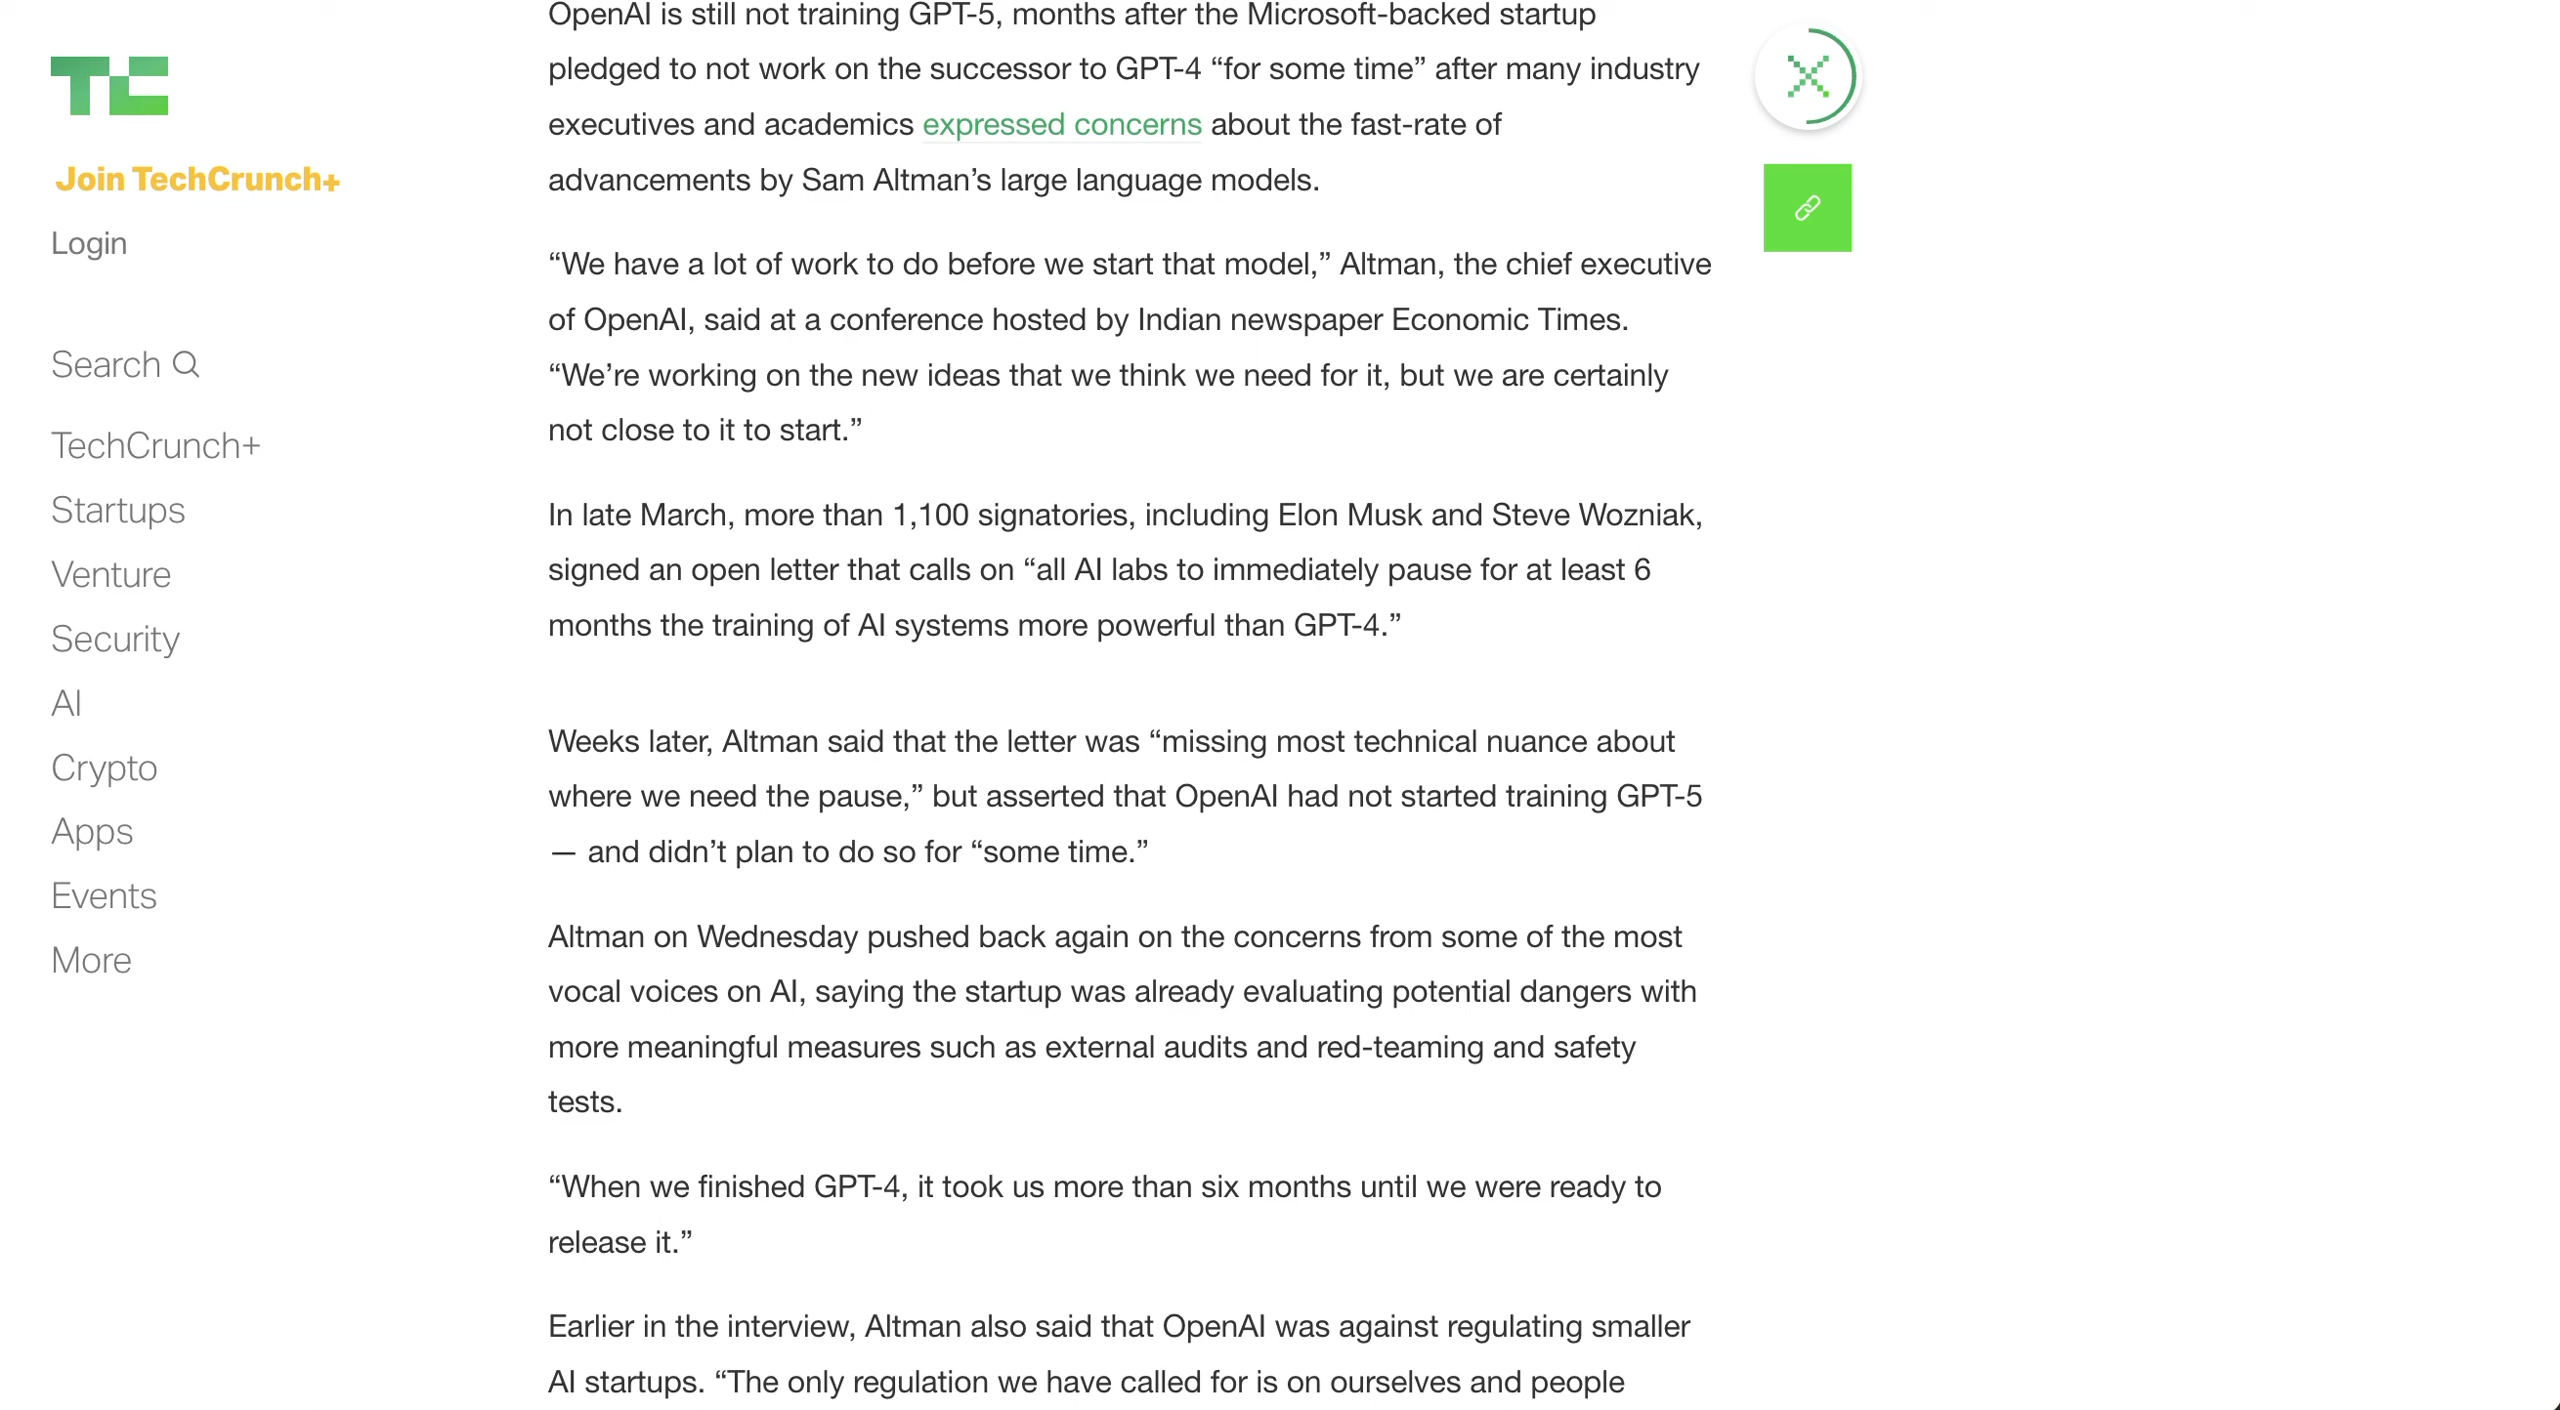 TC
Join TechCrunch+
Login
Search
TechCrunch+
Startups
Venture
Security
AI
Crypto
Apps
Events
More
OpenAI is still not training GPT-5, months after the Microsoft-backed startup
pledged to not work on the successor to GPT-4 “for some time” after many industry
executives and academics expressed concerns about the fast-rate of
advancements by Sam Altman’s large language models.
“We have a lot of work to do before we start that model,” Altman, the chief executive
of OpenAI, said at a conference hosted by Indian newspaper Economic Times.
“We’re working on the new ideas that we think we need for it, but we are certainly
not close to it to start.”
In late March, more than 1,100 signatories, including Elon Musk and Steve Wozniak,
signed an open letter that calls on “all AI labs to immediately pause for at least 6
months the training of AI systems more powerful than GPT-4.”
Weeks later, Altman said that the letter was “missing most technical nuance about
where we need the pause,” but asserted that OpenAI had not started training GPT-5
— and didn’t plan to do so for “some time.”
Altman on Wednesday pushed back again on the concerns from some of the most
vocal voices on AI, saying the startup was already evaluating potential dangers with
more meaningful measures such as external audits and red-teaming and safety
tests.
“When we finished GPT-4, it took us more than six months until we were ready to
release it.”
Earlier in the interview, Altman also said that OpenAI was against regulating smaller
AI startups. “The only regulation we have called for is on ourselves and people